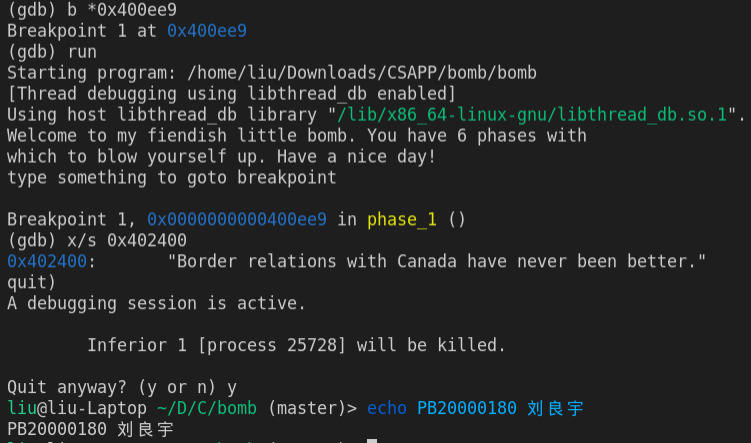 (gdb) b *0x400ee9
Breakpoint 1 at 0x400ee9
(gdb) run
Starting program: /home/liu/Downloads/CSAPP/bomb/bomb
[Thread debugging using libthread_db enabled]
Using host libthread_db library "/lib/x86_64-linux-gnu/libthread_db.so.1".
Welcome to my fiendish little bomb. You have 6 phases with
which to blow yourself up. Have a nice day!
type something to goto breakpoint
Breakpoint 1, 0x0000000000400ee9 in phase_1 ()
(gdb) x/s 0x402400
0x402400:       "Border relations with Canada have never been better."
quit)
A debugging session is active.
        Inferior 1 [process 25728] will be killed.
Quit anyway? (y or n) y
liu@liu-Laptop ~/D/C/bomb (master)> echo PB20000180 刘良宇
PB20000180 刘良宇